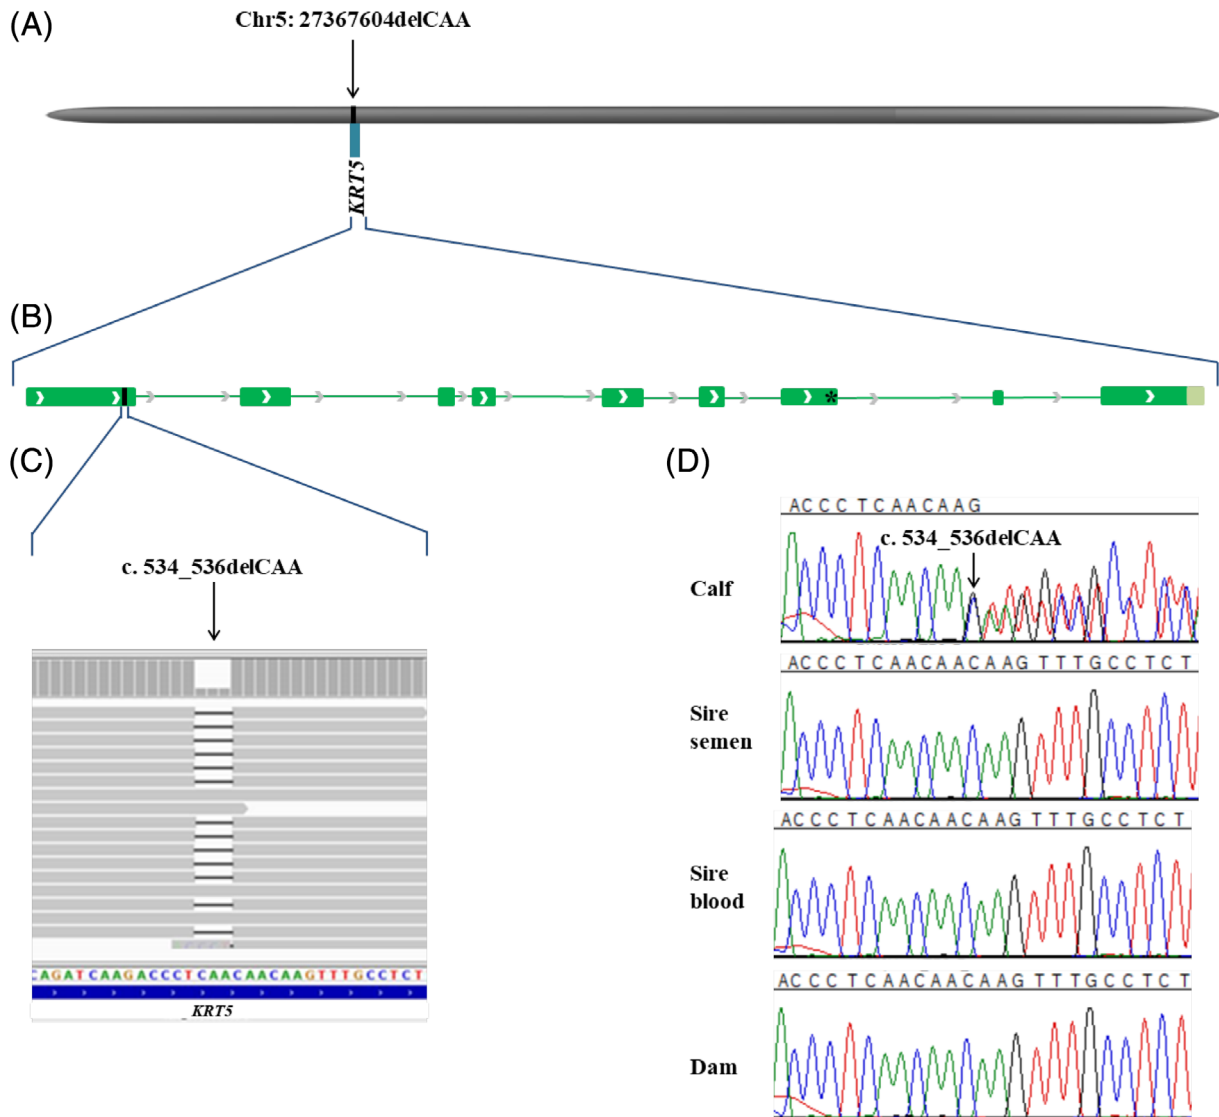 (A)
Chr5: 27367604delCAA
KRT5
(B)
*
(C)
c. 534_536delCAA
CAGATCAAGACCCTCAACAACAAGTTTGCCTCT
KRT5
(D)
ACCCTCAACAAG
c. 534_536delCAA
Calf
ACCCTCAACAACAAGTTTGCCTCT
Sire
semen
ACCCTCAACAACAAGTTTGCCTCT
Sire
blood
ACCCTCAACAACAAGTTTGCCTCT
Dam